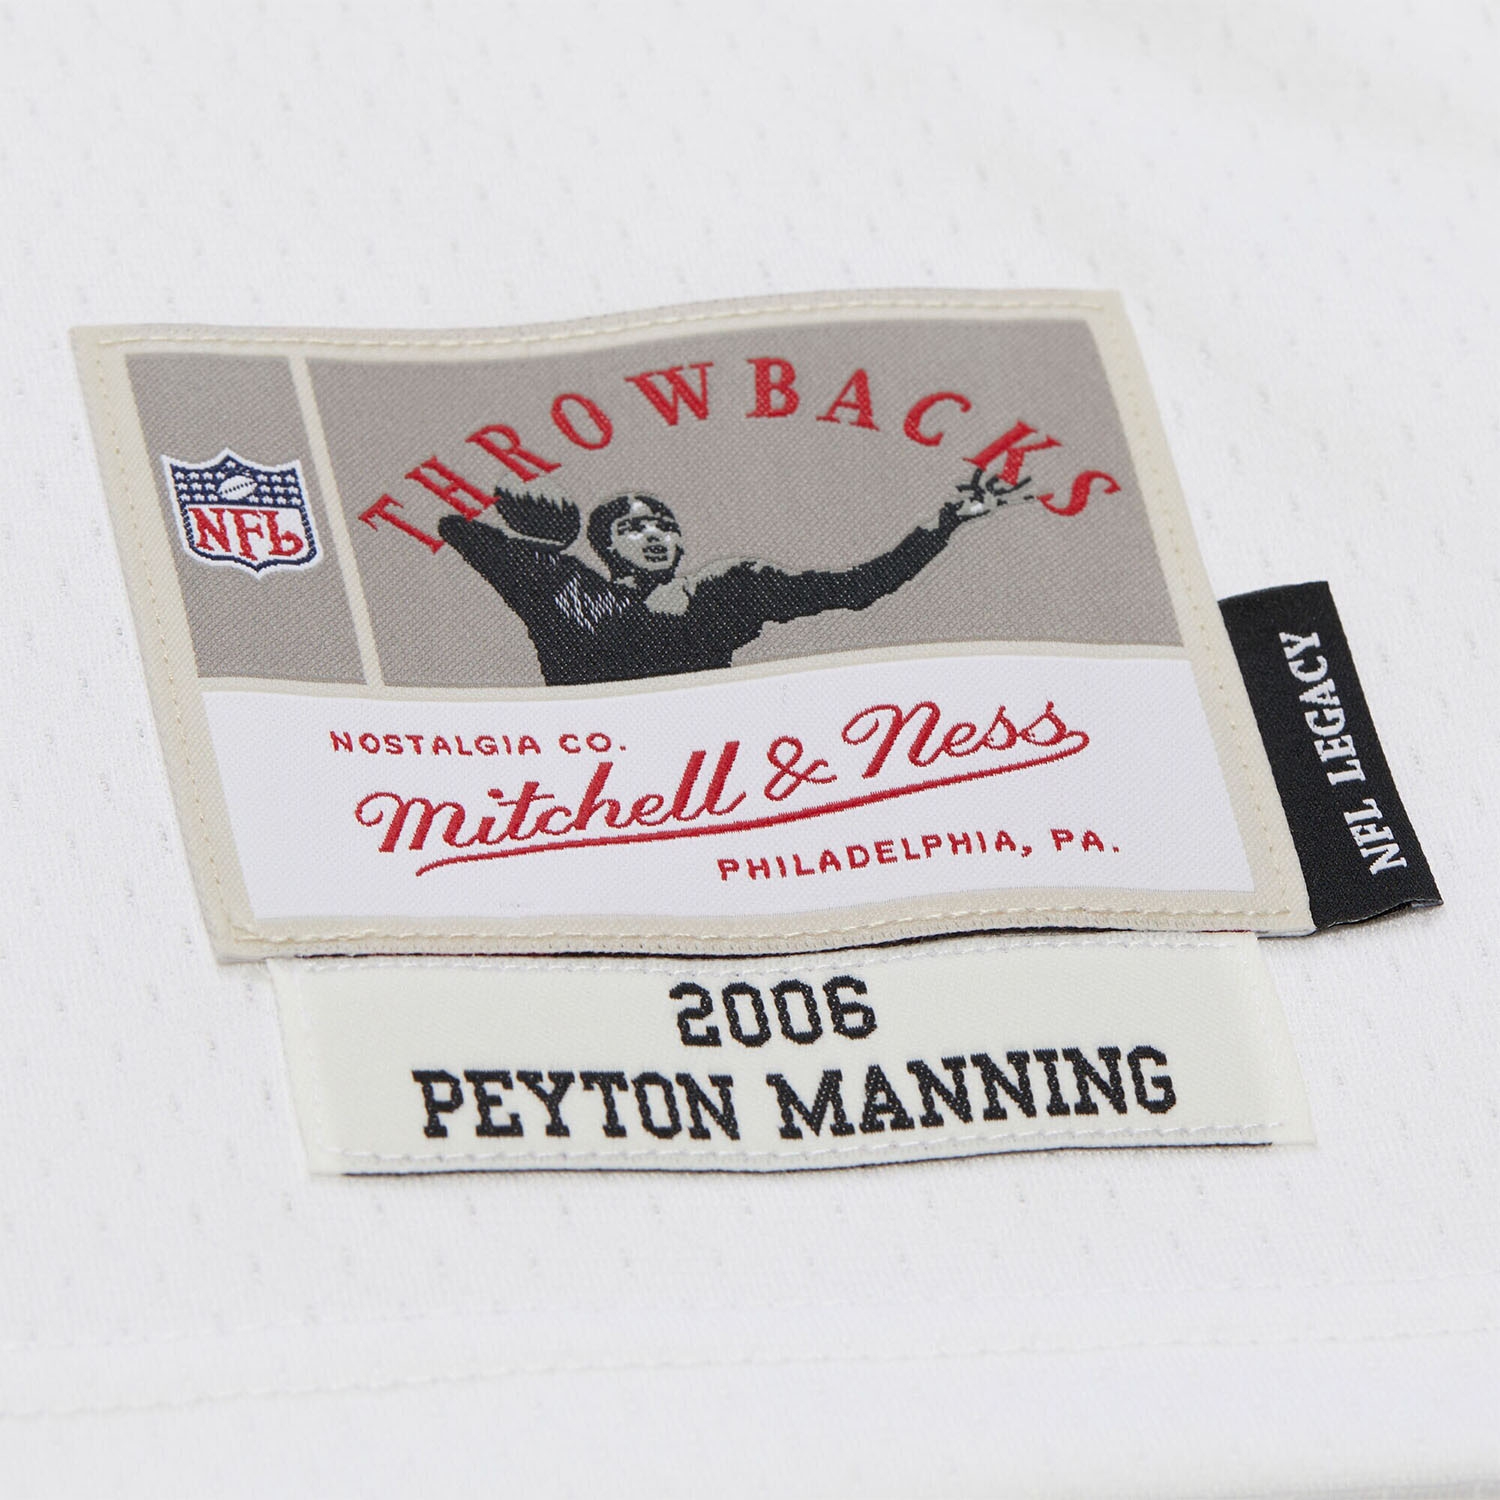 THROWBACKS
NFL
NOSTALGIA CO.
Mitchell & Ness
PHILADELPHIA, PA.
NFL LEGACY
2006
PEYTON MANNING